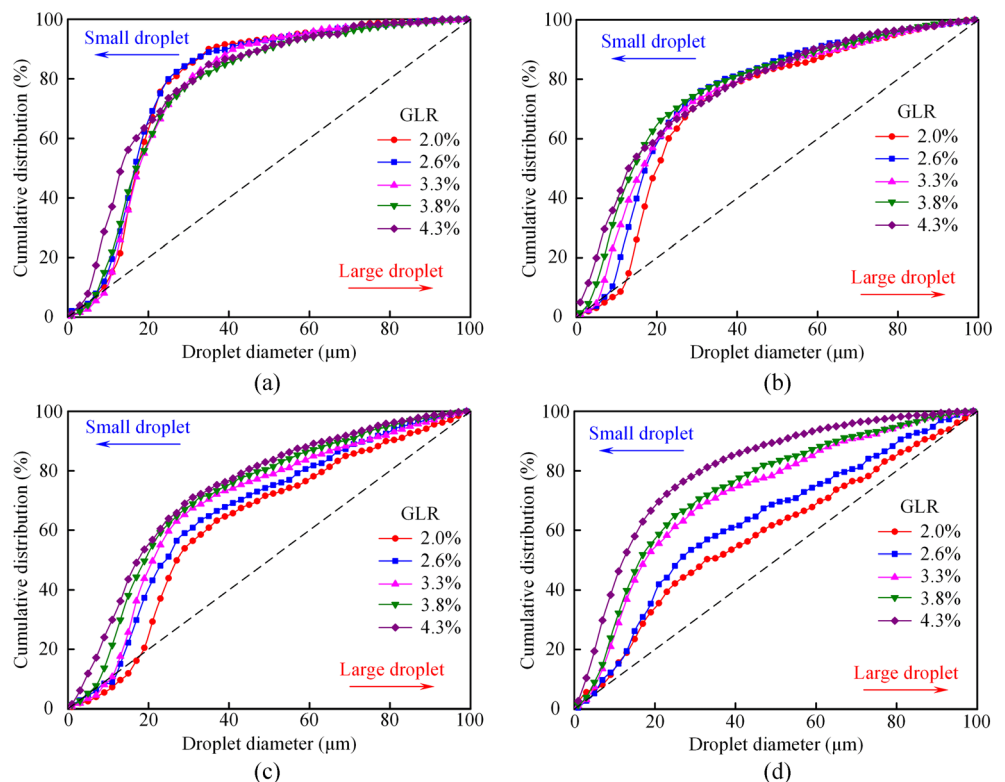 Cumulative distribution (%)
100
80
60
40
20
0
Small droplet
GLR
2.0%
2.6%
3.3%
3.8%
4.3%
Large droplet
0 20 40 60 80 100
Droplet diameter (μm)
(a)
Cumulative distribution (%)
100
80
60
40
20
0
Small droplet
GLR
2.0%
2.6%
3.3%
3.8%
4.3%
Large droplet
0 20 40 60 80 100
Droplet diameter (μm)
(b)
Cumulative distribution (%)
100
80
60
40
20
0
Small droplet
GLR
2.0%
2.6%
3.3%
3.8%
4.3%
Large droplet
0 20 40 60 80 100
Droplet diameter (μm)
(c)
Cumulative distribution (%)
100
80
60
40
20
0
Small droplet
GLR
2.0%
2.6%
3.3%
3.8%
4.3%
Large droplet
0 20 40 60 80 100
Droplet diameter (μm)
(d)